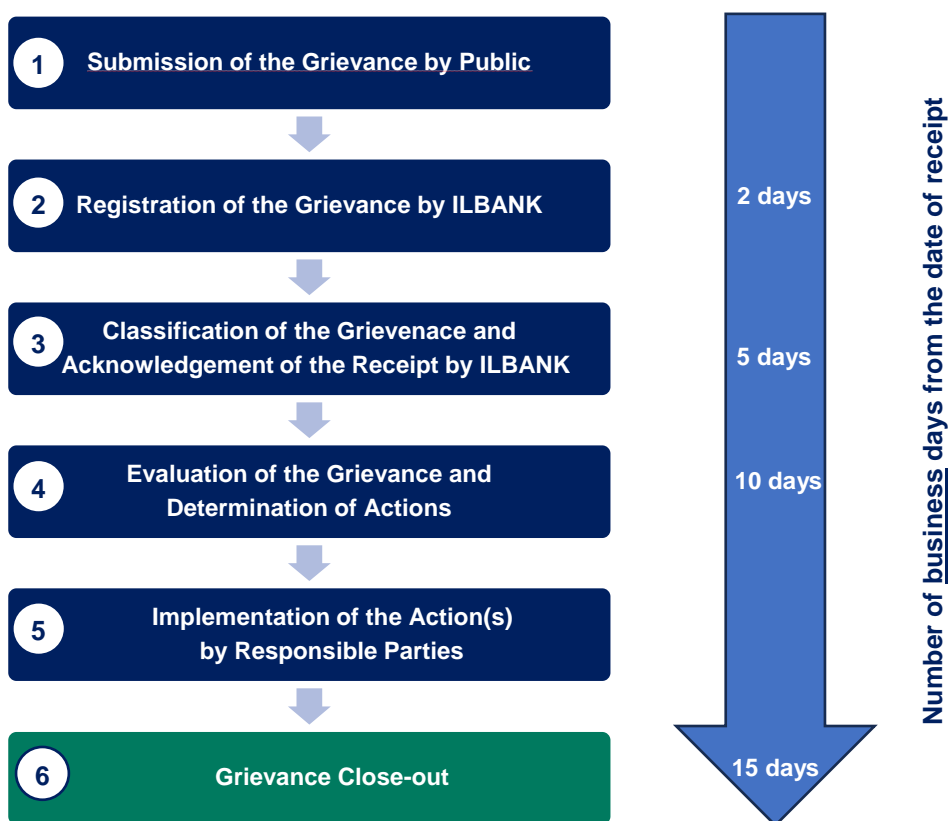 1
Submission of the Grievance by Public
2
Registration of the Grievance by ILBANK
2 days
3
Classification of the Grievenace and
Acknowledgement of the Receipt by ILBANK
5 days
4
Evaluation of the Grievance and
Determination of Actions
10 days
5
Implementation of the Action(s)
by Responsible Parties
6
Grievance Close-out
15 days
Number of business days from the date of receipt